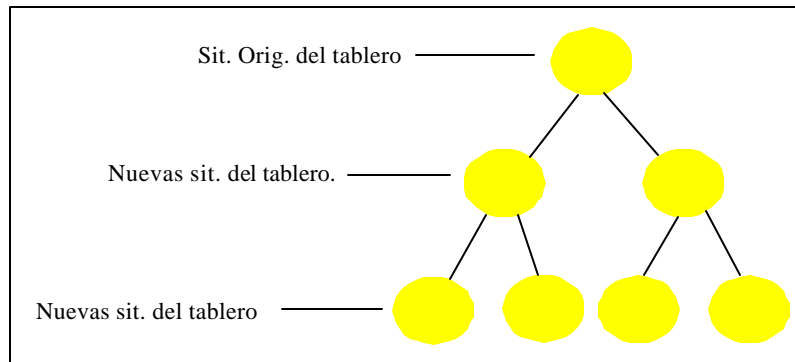 Sit. Orig. del tablero
Nuevas sit. del tablero.
Nuevas sit. del tablero